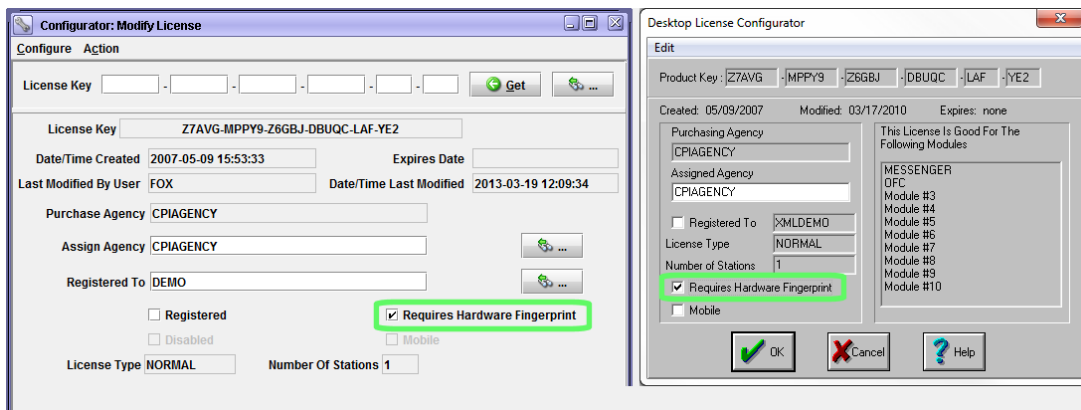 Configurator: Modify License
Configure Action
License Key - - - - - Get ...
License Key Z7AVG-MPPY9-Z6GBJ-DBUQC-LAF-YE2
Date/Time Created 2007-05-09 15:53:33 Expires Date
Last Modified By User FOX Date/Time Last Modified 2013-03-19 12:09:34
Purchase Agency CPIAGENCY
Assign Agency CPIAGENCY ...
Registered To DEMO ...
Registered Requires Hardware Fingerprint
Disabled Mobile
License Type NORMAL Number Of Stations 1
Desktop License Configurator
Edit
Product Key : Z7AVG - MPPY9 - Z6GBJ - DBUQC - LAF - YE2
Created: 05/09/2007 Modified: 03/17/2010 Expires: none
Purchasing Agency
CPIAGENCY
Assigned Agency
CPIAGENCY
Registered To XMLDEMO
License Type NORMAL
Number of Stations 1
Requires Hardware Fingerprint
Mobile
This License Is Good For The
Following Modules
MESSENGER
OFC
Module #3
Module #4
Module #5
Module #6
Module #7
Module #8
Module #9
Module #10
OK Cancel Help